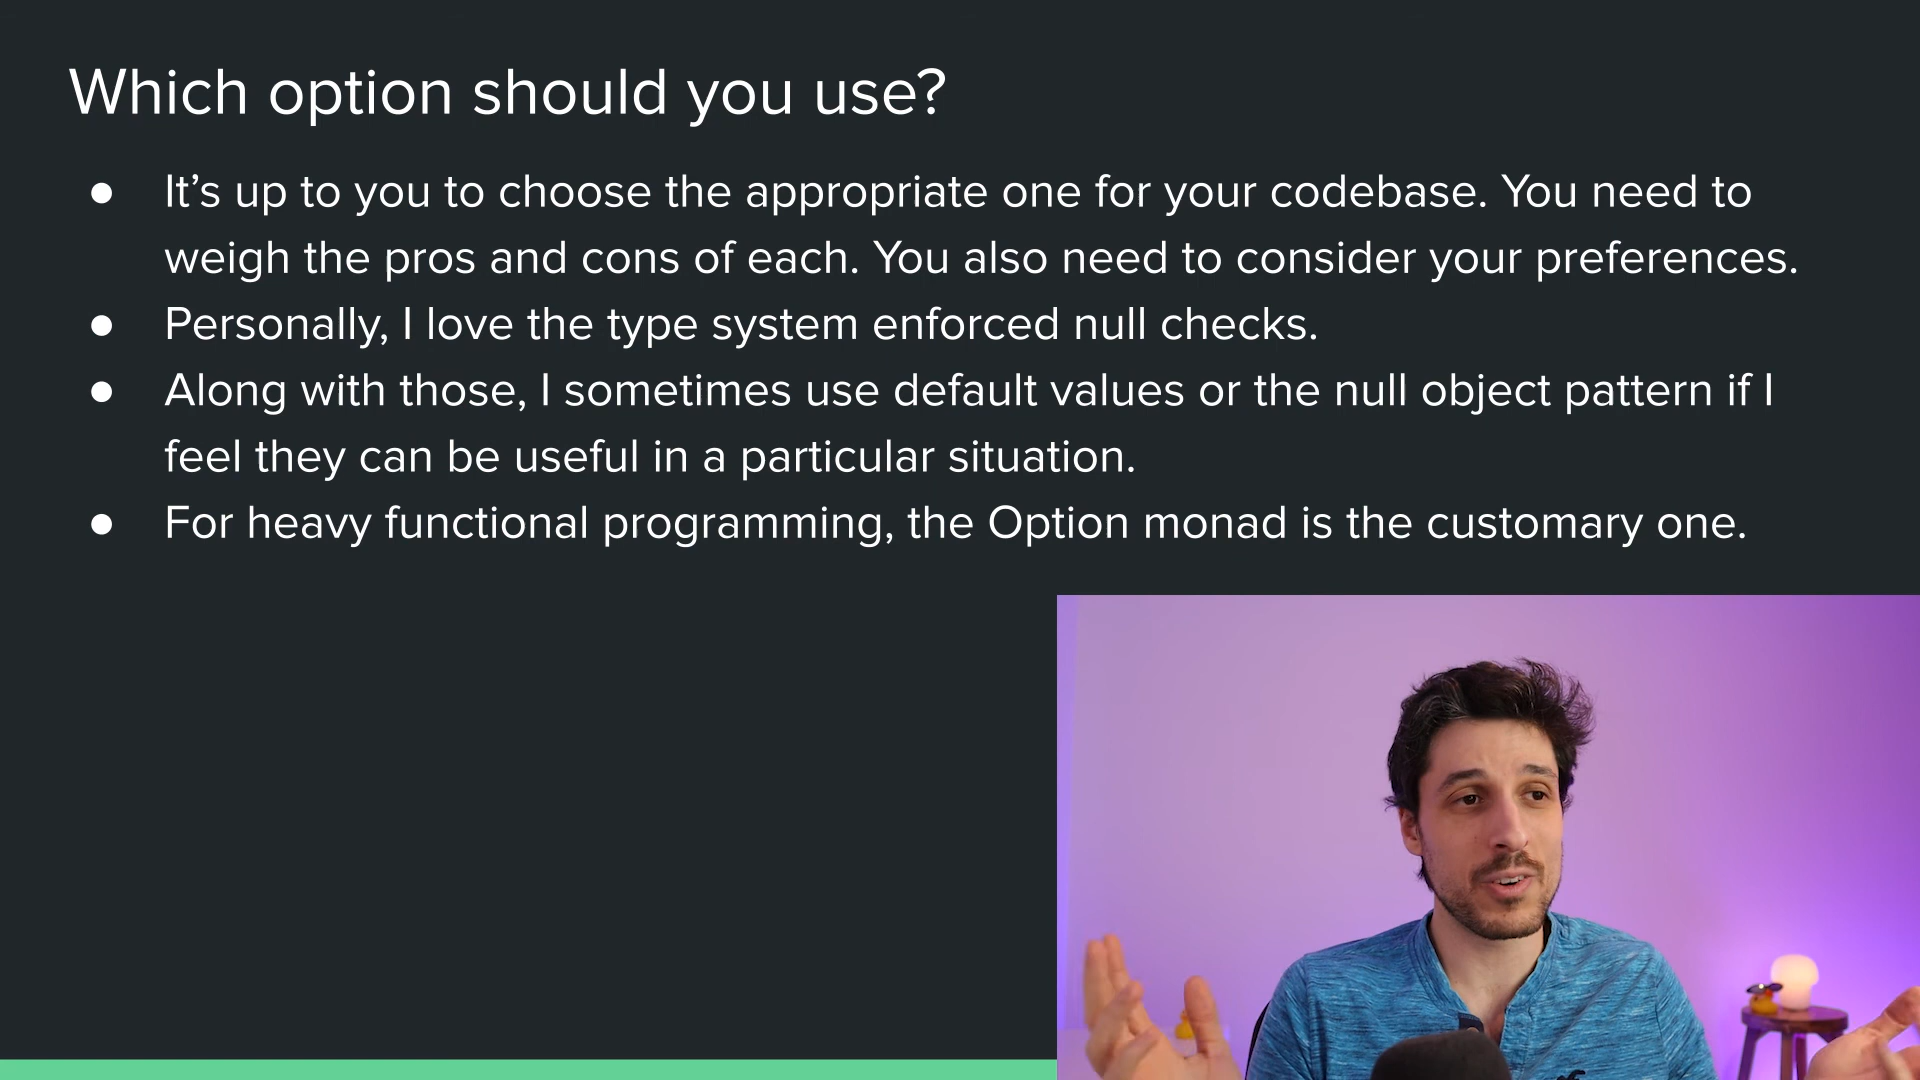 Which option should you use?
● It’s up to you to choose the appropriate one for your codebase. You need to
weigh the pros and cons of each. You also need to consider your preferences.
● Personally, I love the type system enforced null checks.
● Along with those, I sometimes use default values or the null object pattern if I
feel they can be useful in a particular situation.
● For heavy functional programming, the Option monad is the customary one.